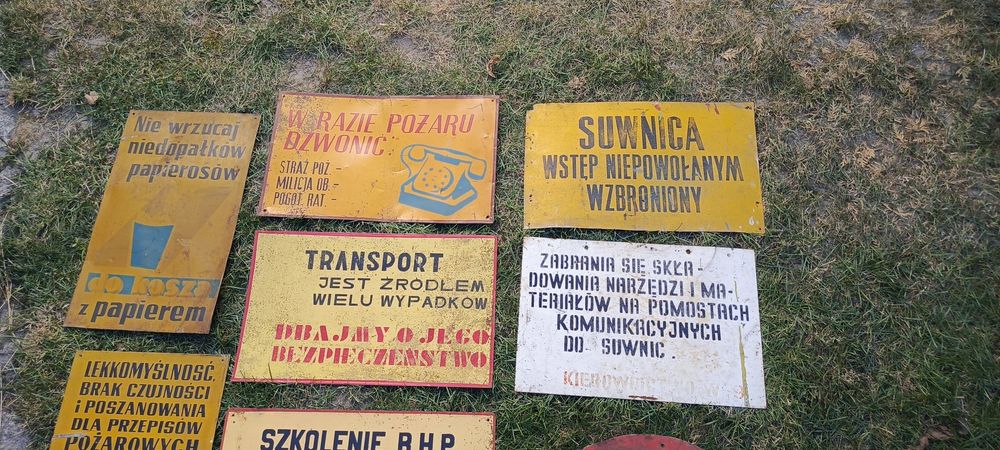 Nie wrzucaj
niedopałków
papierosów
do kosza
z papierem
W RAZIE POŻARU
DZWONIĆ:
STRAŻ POŻ. -
MILICJA OB. -
POGOT. RAT. -
SUWNICA
WSTĘP NIEPOWOŁANYM
WZBRONIONY
TRANSPORT
JEST ŹRÓDŁEM
WIELU WYPADKÓW
DBAJMY O JEGO
BEZPIECZEŃSTWO
ZABRANIA SIĘ SKŁA-
DOWANIA NARZĘDZI I MA-
TERIAŁÓW NA POMOSTACH
KOMUNIKACYJNYCH
DO SUWNIC.
LEKKOMYŚLNOŚĆ,
BRAK CZUJNOŚCI
I POSZANOWANIA
DLA PRZEPISÓW
POŻAROWYCH
SZKOLENIE B.H.P.